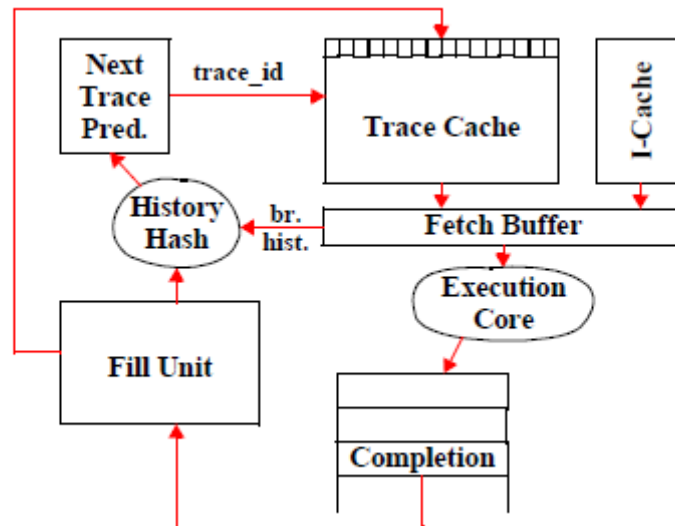 Next
Trace
Pred.
trace_id
Trace Cache
I-Cache
History
Hash
br.
hist.
Fetch Buffer
Execution
Core
Fill Unit
Completion